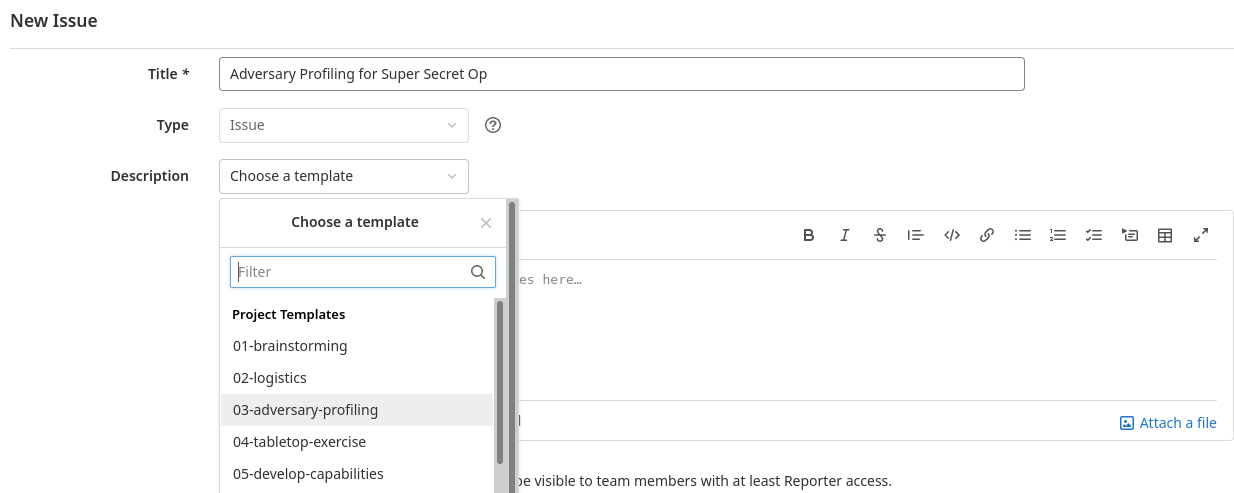 New Issue
Title *
Adversary Profiling for Super Secret Op
Type
Issue
Description
Choose a template
Choose a template
Filter
es here…
Project Templates
01-brainstorming
02-logistics
03-adversary-profiling
04-tabletop-exercise
Attach a file
05-develop-capabilities
be visible to team members with at least Reporter access.